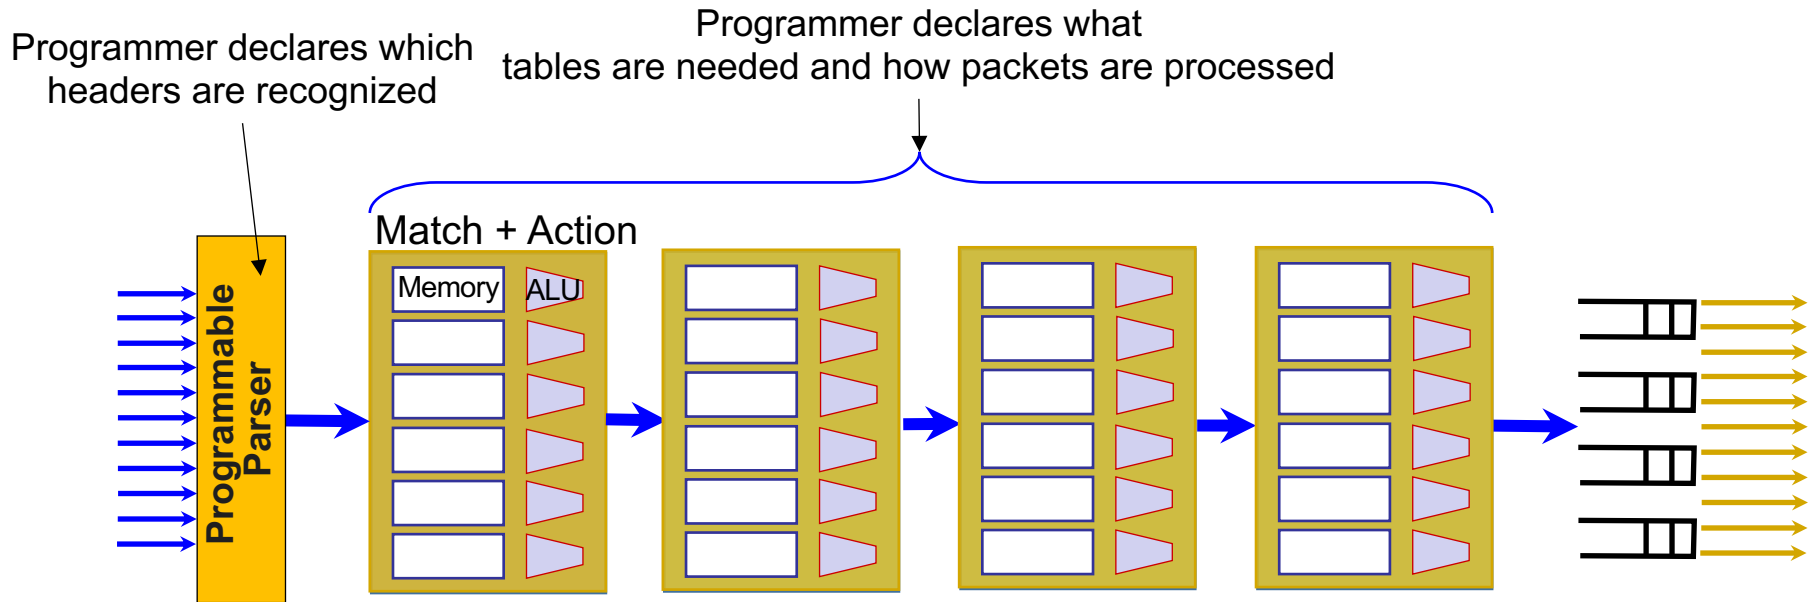 Programmer declares which
headers are recognized
Programmer declares what
tables are needed and how packets are processed
Match + Action
Memory
ALU
Programmable
Parser